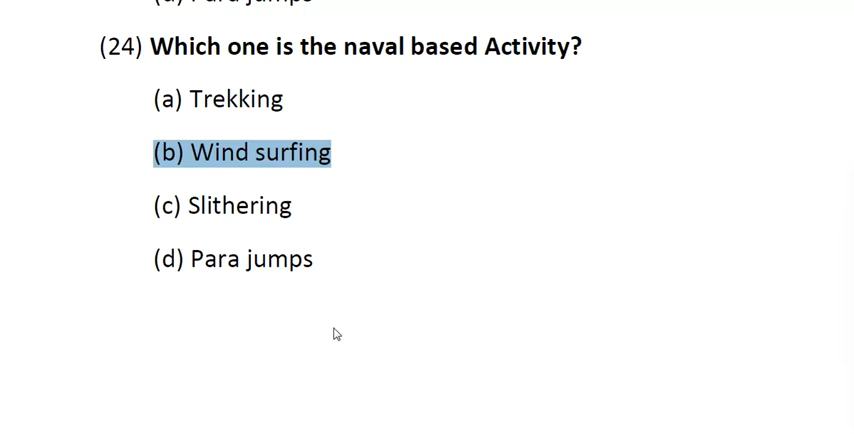 (24) Which one is the naval based Activity?
(a) Trekking
(b) Wind surfing
(c) Slithering
(d) Para jumps